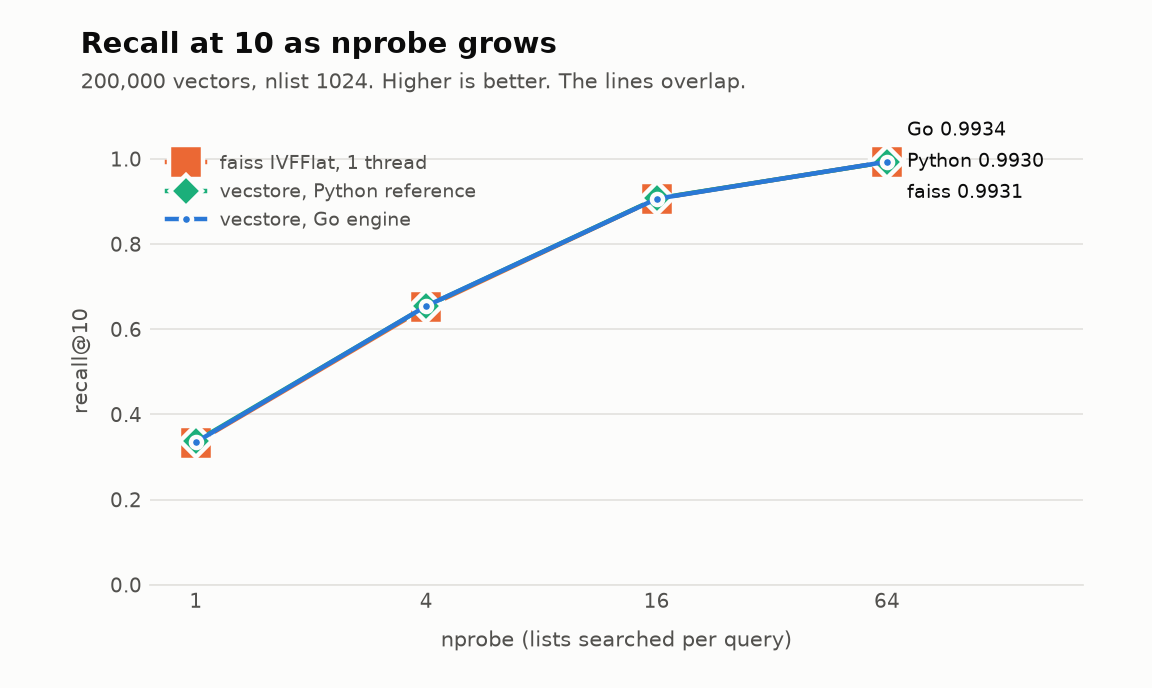 Recall at 10 as nprobe grows
200,000 vectors, nlist 1024. Higher is better. The lines overlap.
Go 0.9934
Python 0.9930
faiss 0.9931
faiss IVFFlat, 1 thread
vecstore, Python reference
vecstore, Go engine
recall@10
1.0
0.8
0.6
0.4
0.2
0.0
1 4 16 64
nprobe (lists searched per query)